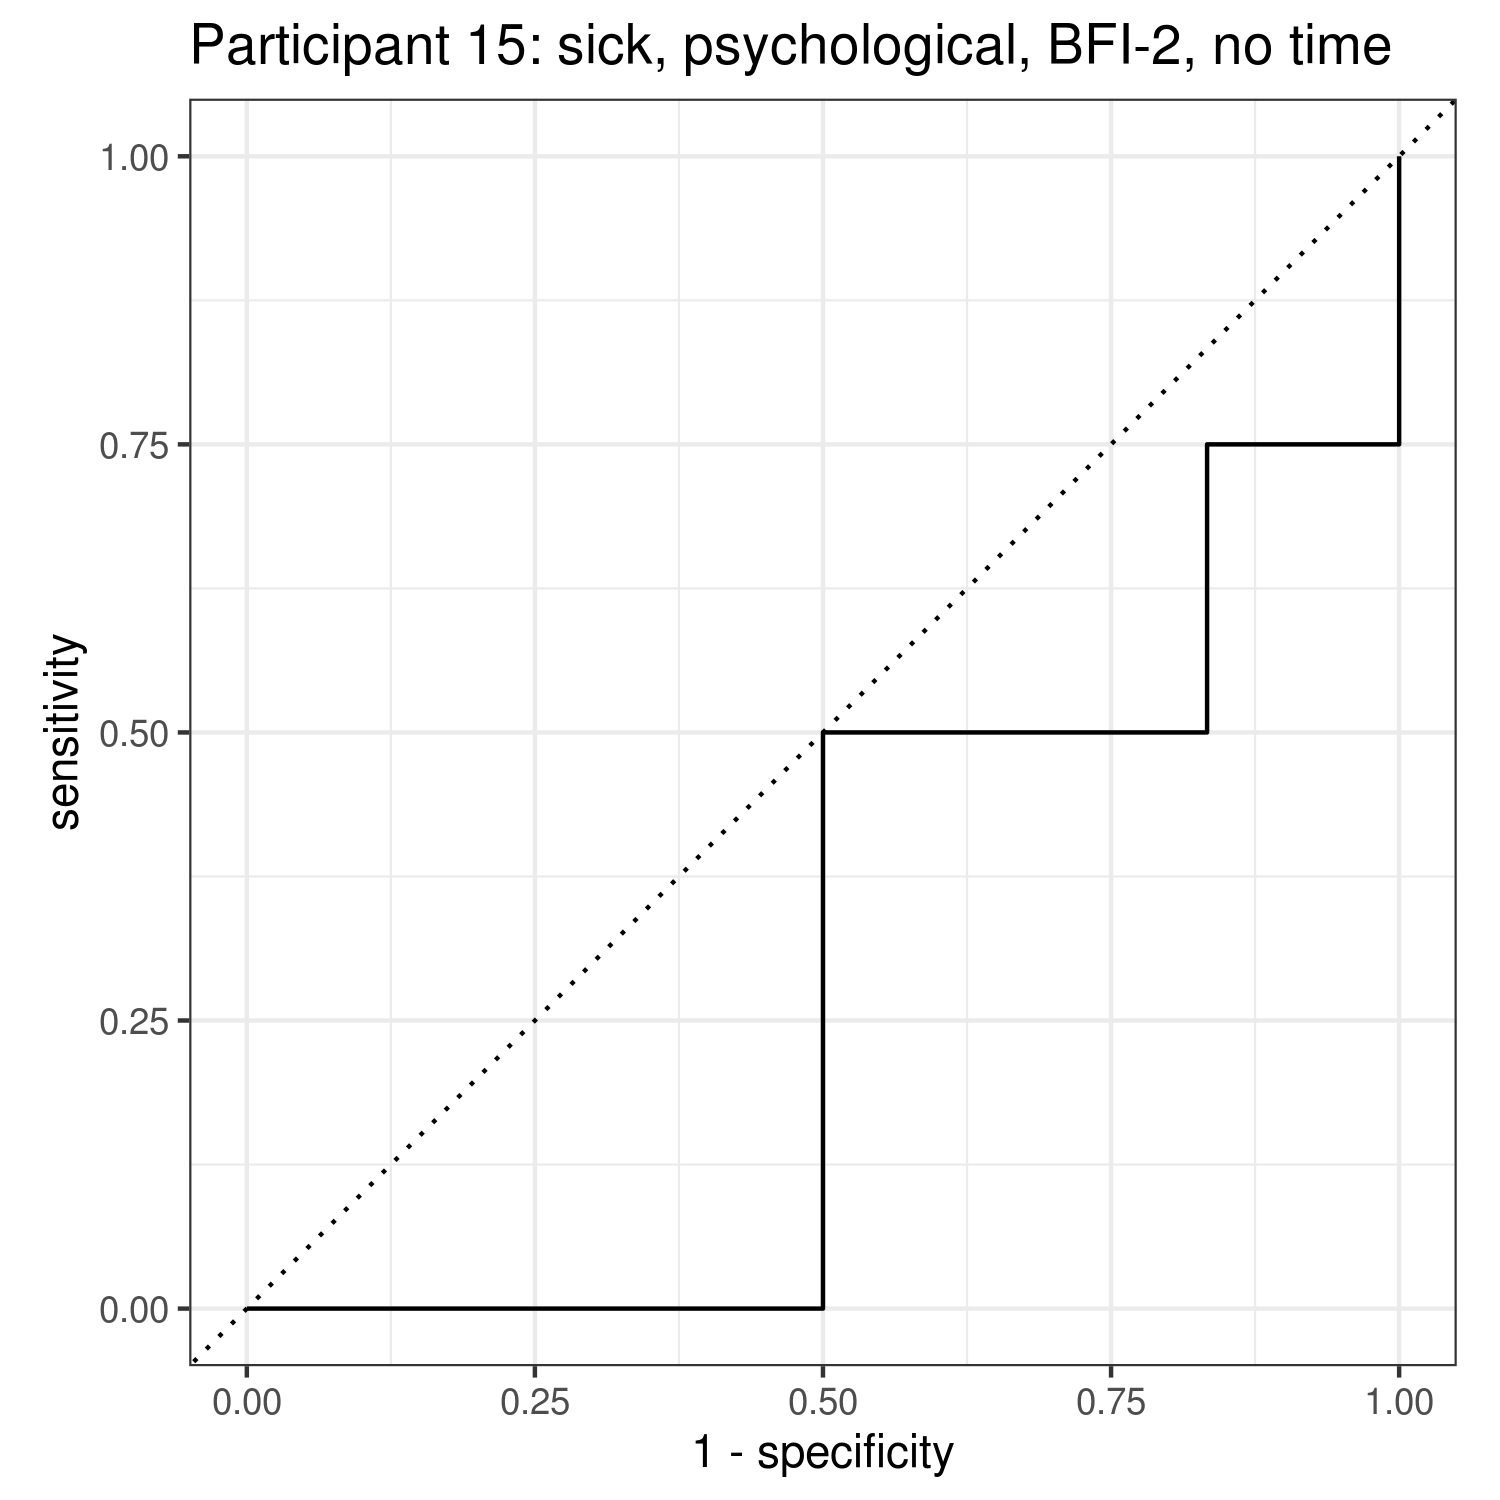 Participant 15: sick, psychological, BFI-2, no time
1.00
0.75
0.50
0.25
0.00
sensitivity
0.00 0.25 0.50 0.75 1.00
1 - specificity